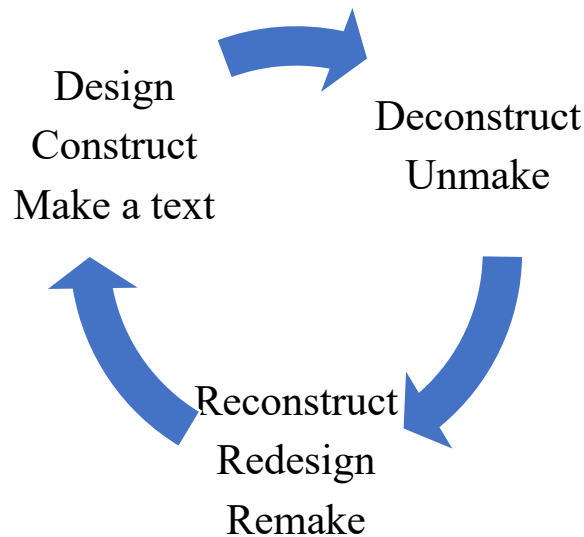 Design
Construct
Make a text
Deconstruct
Unmake
Reconstruct
Redesign
Remake